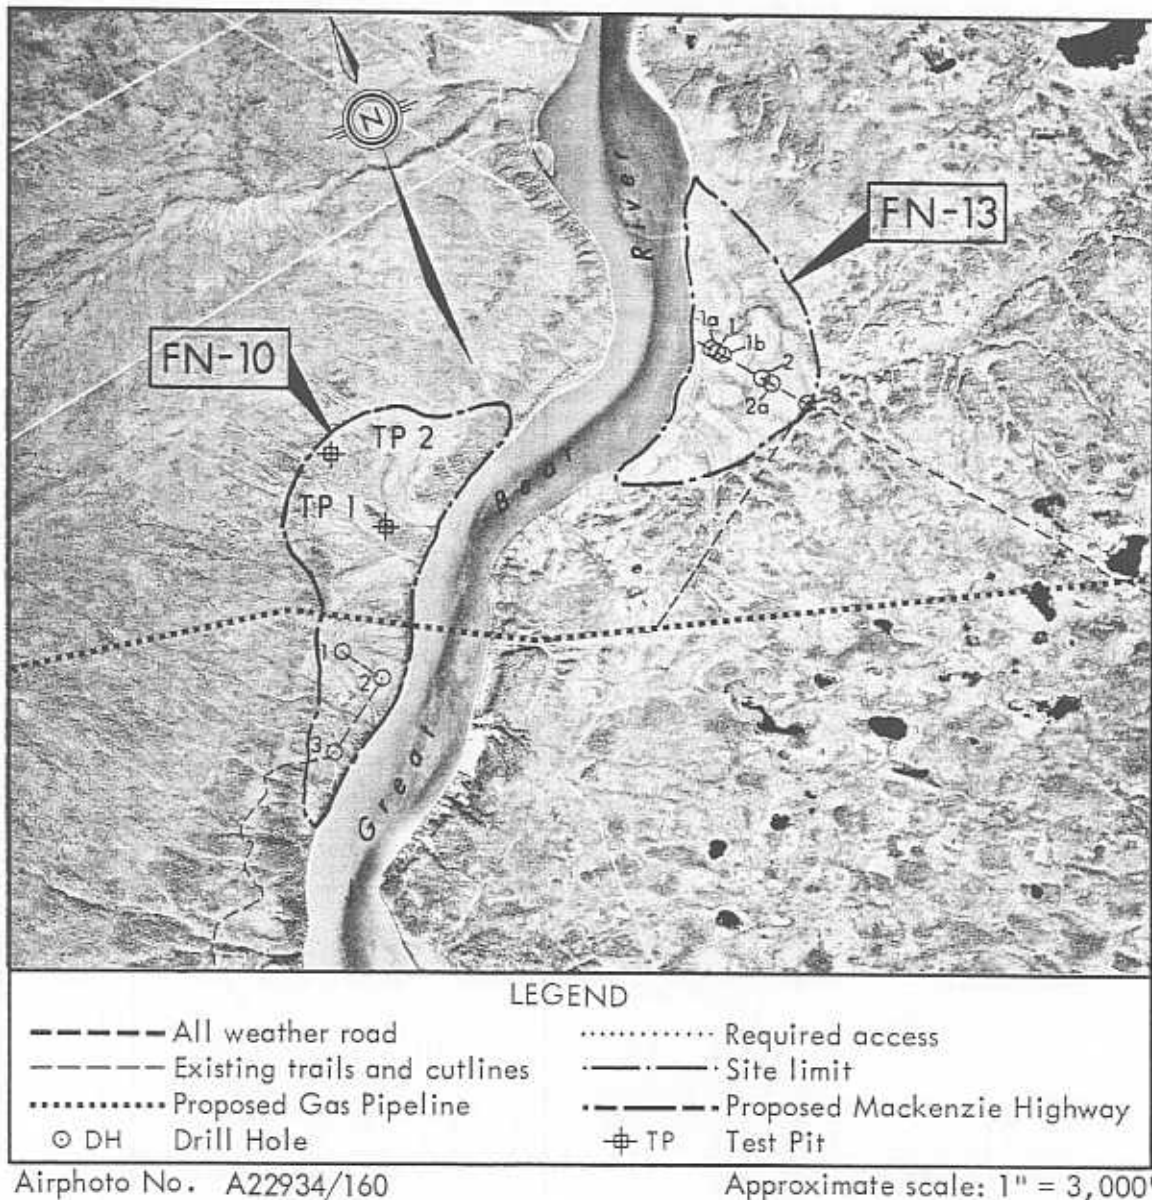 N
River
FN-13
1a 1
1b
2
2a
3
FN-10
TP 2
TP 1
Bear
1
2
3
Great
LEGEND
All weather road
Required access
Existing trails and cutlines
Site limit
Proposed Gas Pipeline
Proposed Mackenzie Highway
DH Drill Hole
TP Test Pit
Airphoto No. A22934/160
Approximate scale: 1" = 3,000'